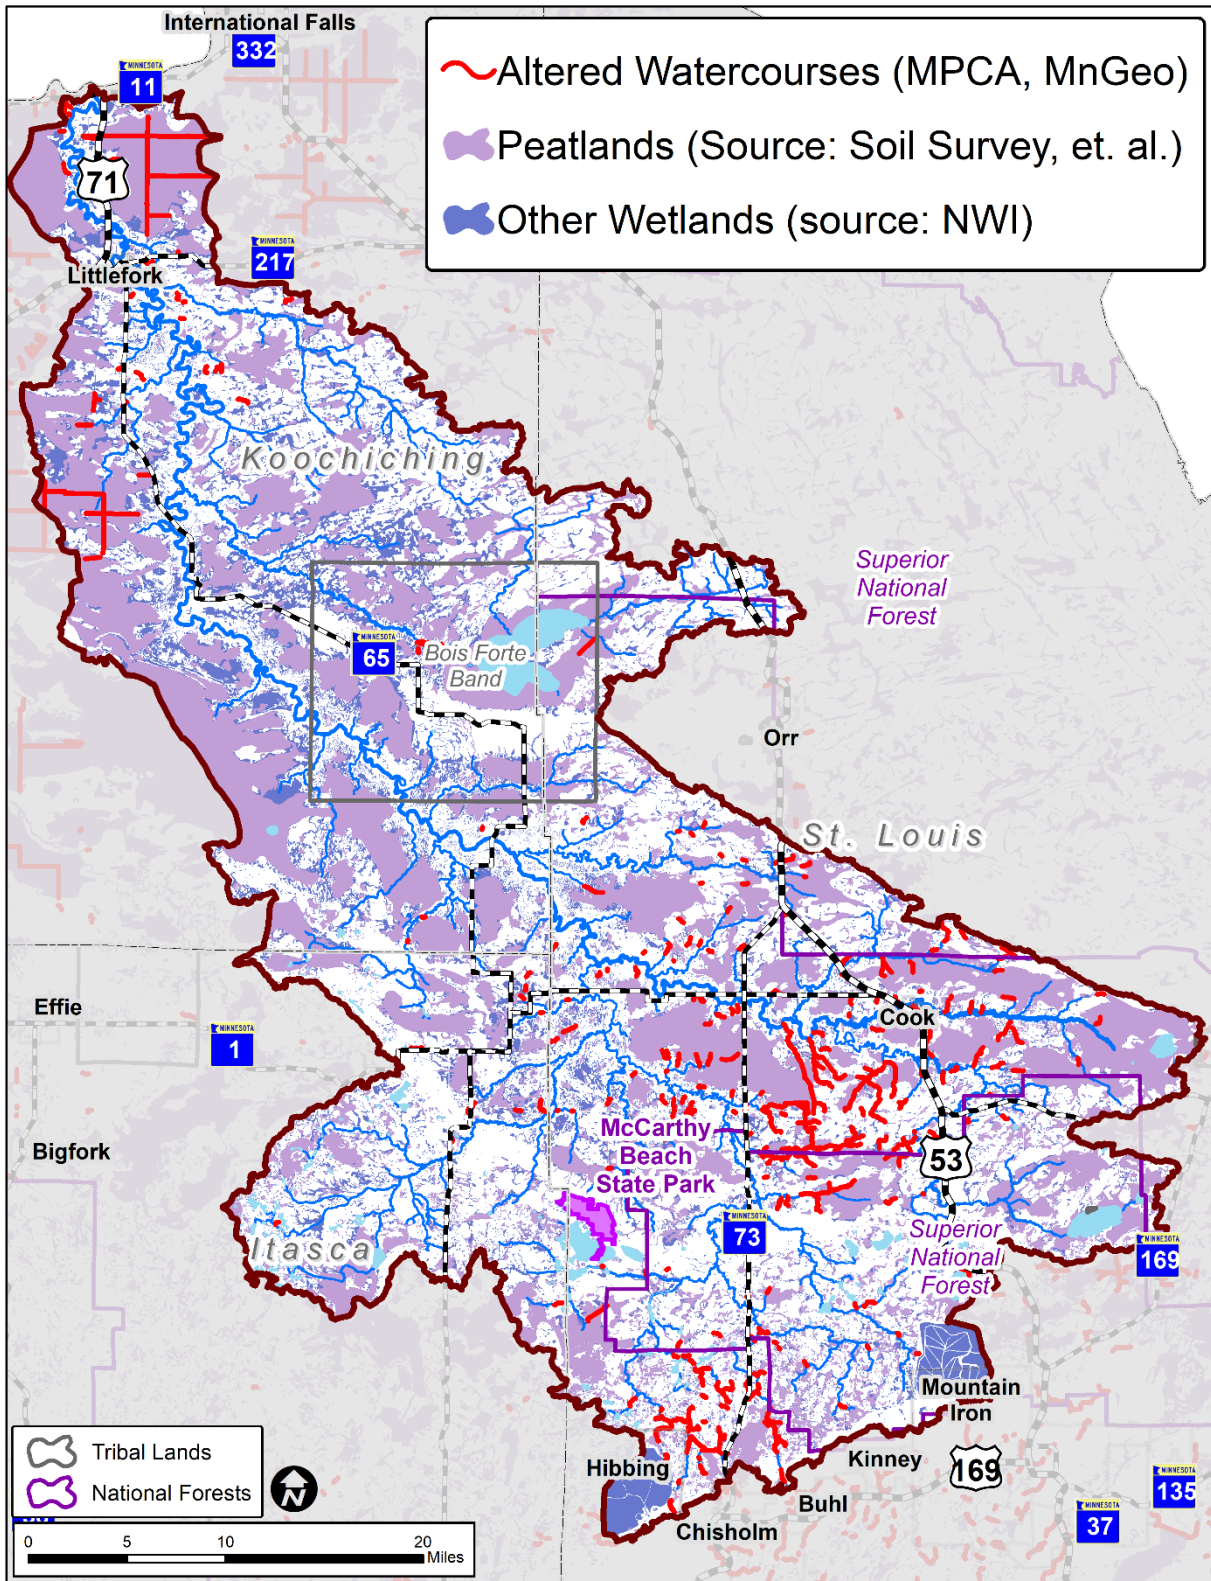 International Falls
MINNESOTA
332
MINNESOTA
11
Altered Watercourses (MPCA, MnGeo)
Peatlands (Source: Soil Survey, et. al.)
Other Wetlands (source: NWI)
71
MINNESOTA
217
Littlefork
Koochiching
Superior
National
Forest
MINNESOTA
65
Bois Forte
Band
Orr
St. Louis
Effie
MINNESOTA
1
Cook
Bigfork
McCarthy
Beach
State Park
53
MINNESOTA
73
Itasca
Superior
National
Forest
MINNESOTA
169
Mountain
Iron
Kinney
169
Hibbing
Buhl
Chisholm
MINNESOTA
135
MINNESOTA
37
Tribal Lands
National Forests
N
0 5 10 20
Miles